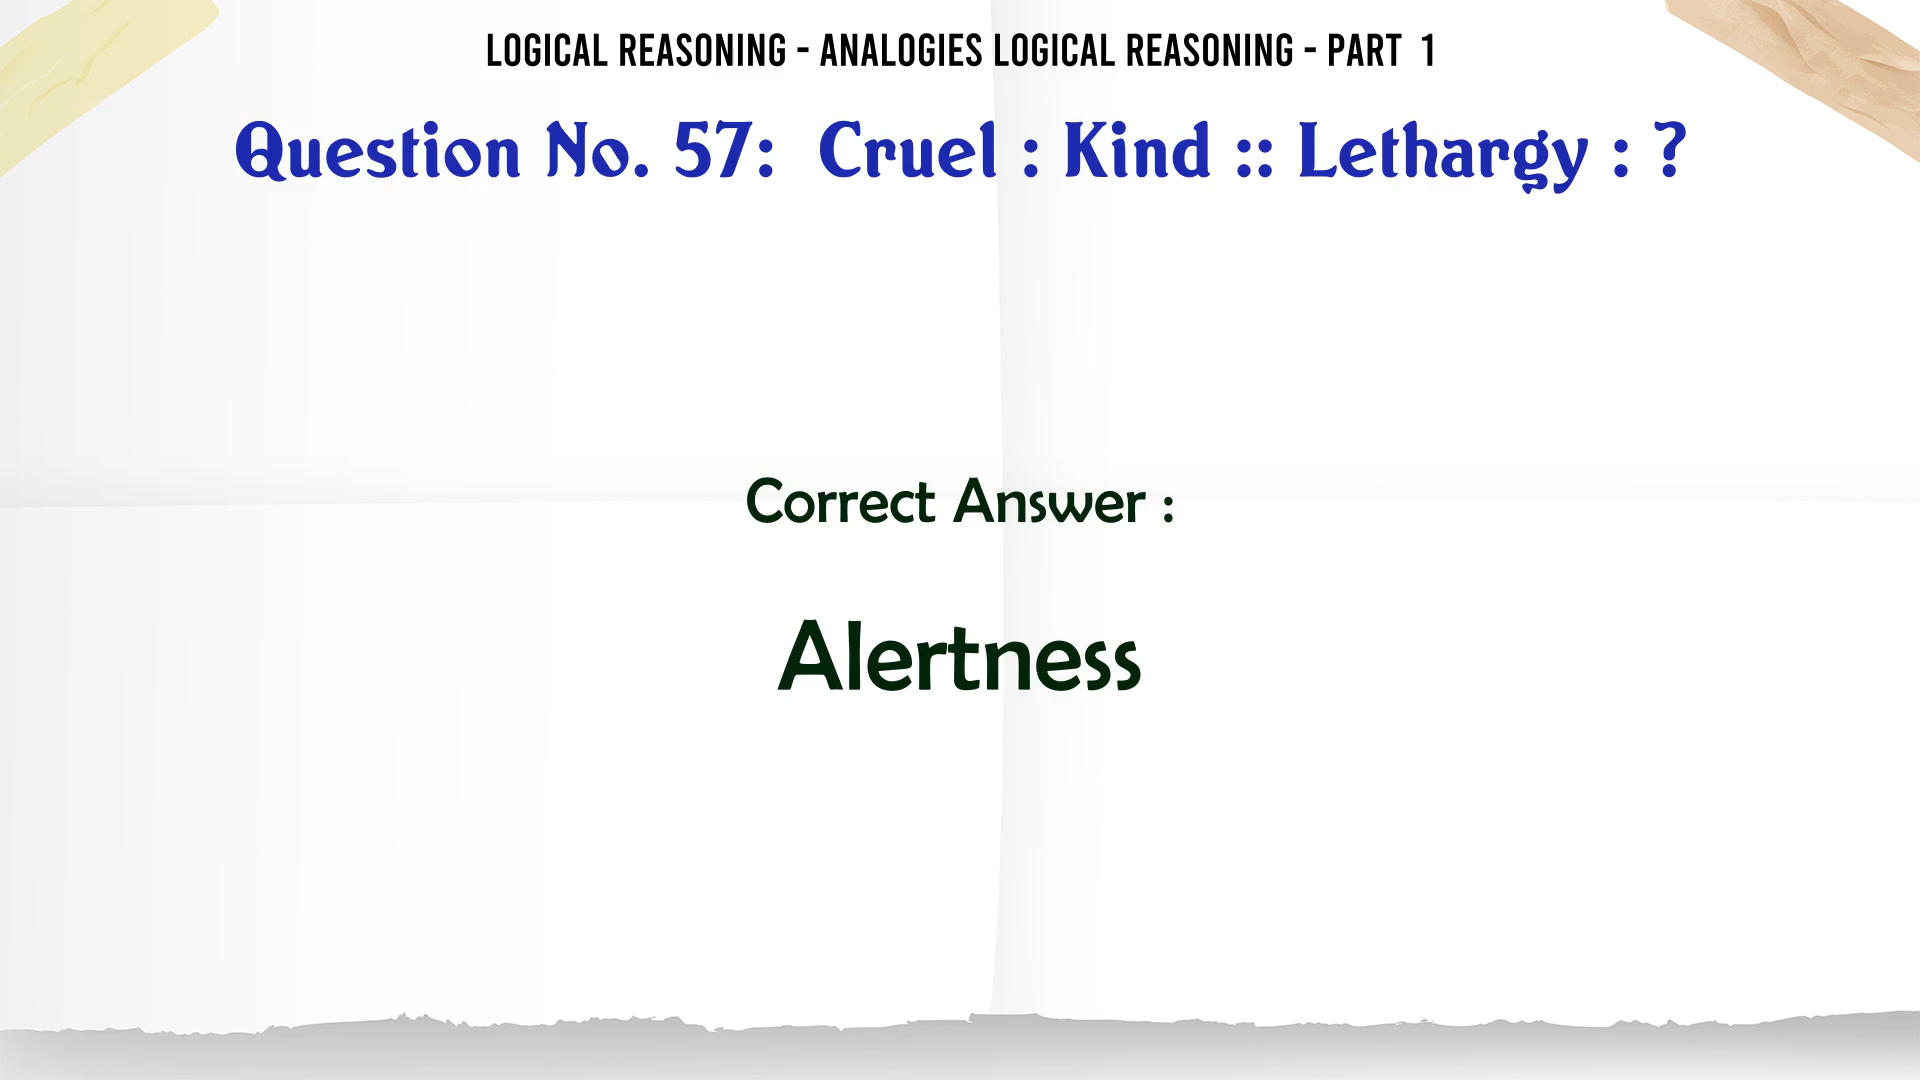 LOGICAL REASONING - ANALOGIES LOGICAL REASONING - PART 1
Question No. 57: Cruel : Kind :: Lethargy : ?
Correct Answer :
Alertness